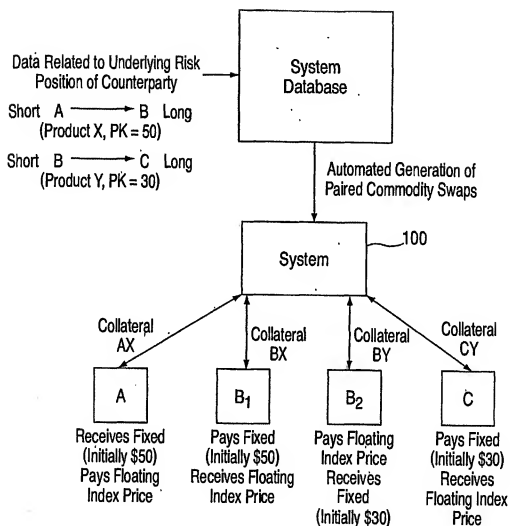 Data Related to Underlying Risk
Position of Counterparty
Short A B Long
(Product X, PK = 50)
Short B C Long
(Product Y, PK = 30)
System
Database
Automated Generation of
Paired Commodity Swaps
System
100
Collateral
AX
Collateral
BX
Collateral
BY
Collateral
CY
A
B1
B2
C
Receives Fixed
(Initially $50)
Pays Floating
Index Price
Pays Fixed
(Initially $50)
Receives Floating
Index Price
Pays Floating
Index Price
Receives
Fixed
(Initially $30)
Pays Fixed
(Initially $30)
Receives
Floating Index
Price